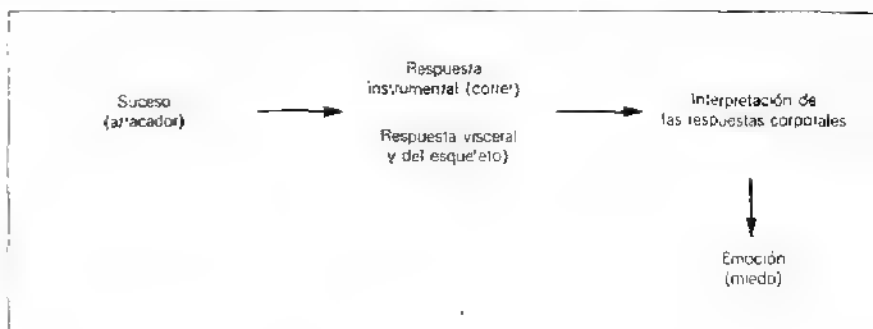 Suceso
(atracador)
Respuesta
instrumental (correr)
Respuesta visceral
y del esqueleto)
Interpretación de
las respuestas corporales
Emoción
(miedo)